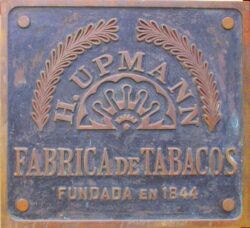 H. UPMANN
FABRICA DE TABACOS
FUNDADA EN 1844